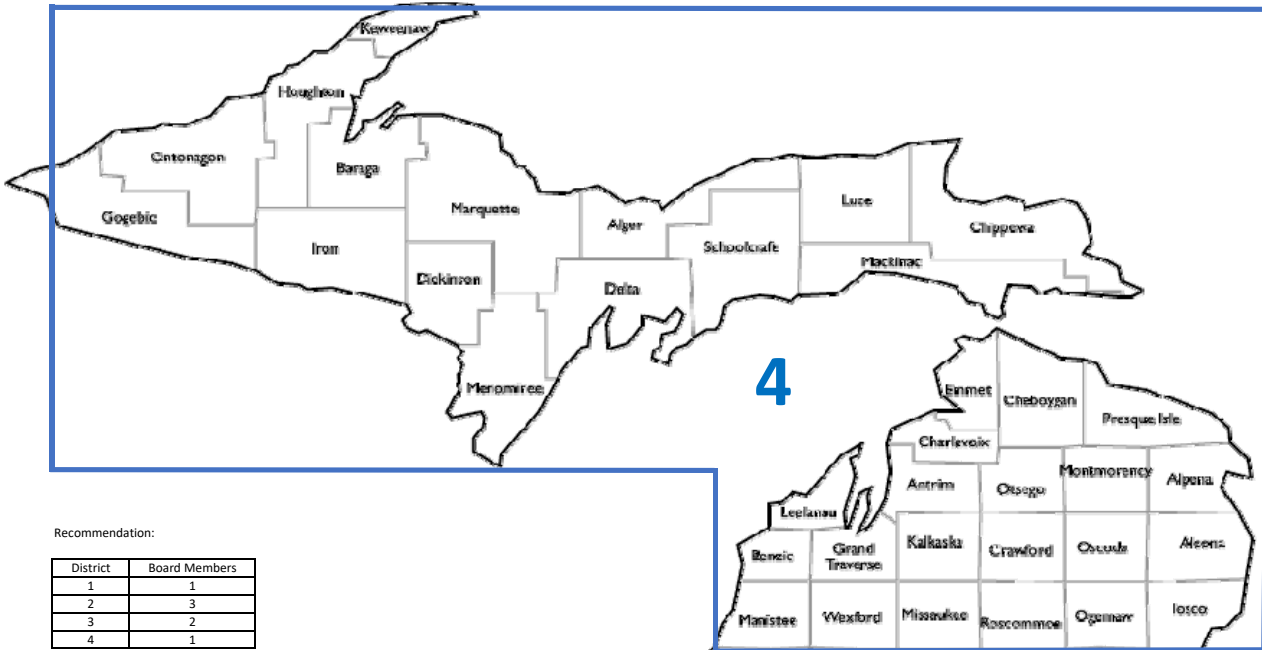 Keweenaw
Houghton
Ontonagon
Baraga
Gogebic
Marquette
Iron
Dickinson
Alger
Luce
Schoolcraft
Chippewa
Mackinac
Delta
Menominee
4
Emmet
Cheboygan
Presque Isle
Charlevoix
Antrim
Otsego
Montmorency
Alpena
Leelanau
Benzie
Grand
Traverse
Kalkaska
Crawford
Oscoda
Alcona
Manistee
Wexford
Missaukee
Roscommon
Ogemaw
Iosco
Recommendation:
District Board Members
1 1
2 3
3 2
4 1